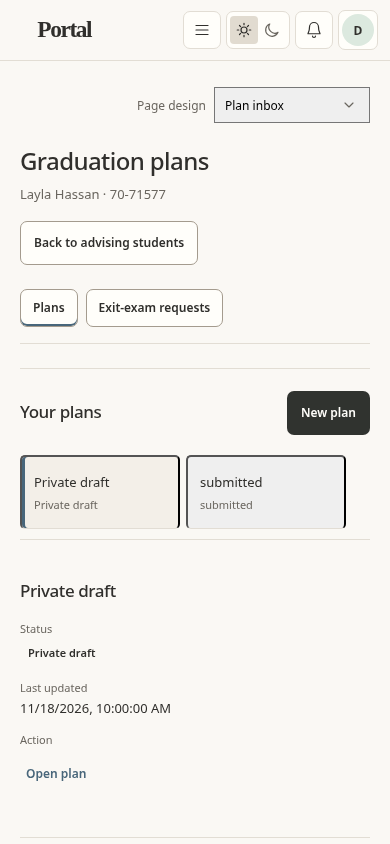 Portal
D
Page design
Plan inbox
Graduation plans
Layla Hassan · 70-71577
Back to advising students
Plans
Exit-exam requests
Your plans
New plan
Private draft
Private draft
submitted
submitted
Private draft
Status
Private draft
Last updated
11/18/2026, 10:00:00 AM
Action
Open plan